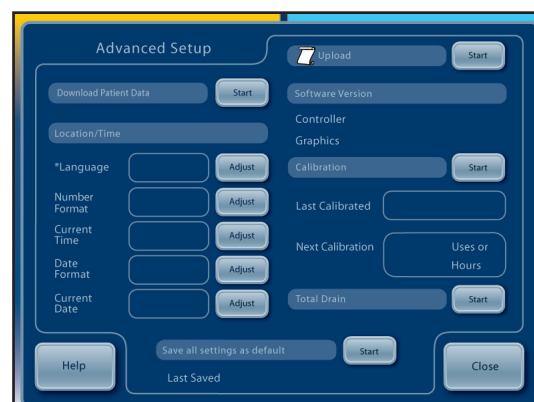 Advanced Setup
Upload
Start
Download Patient Data
Start
Software Version
Controller
Graphics
Location/Time
*Language
Adjust
Number
Format
Adjust
Current
Time
Adjust
Date
Format
Adjust
Current
Date
Adjust
Calibration
Start
Last Calibrated
Next Calibration
Uses or
Hours
Total Drain
Start
Save all settings as default
Start
Last Saved
Help
Close